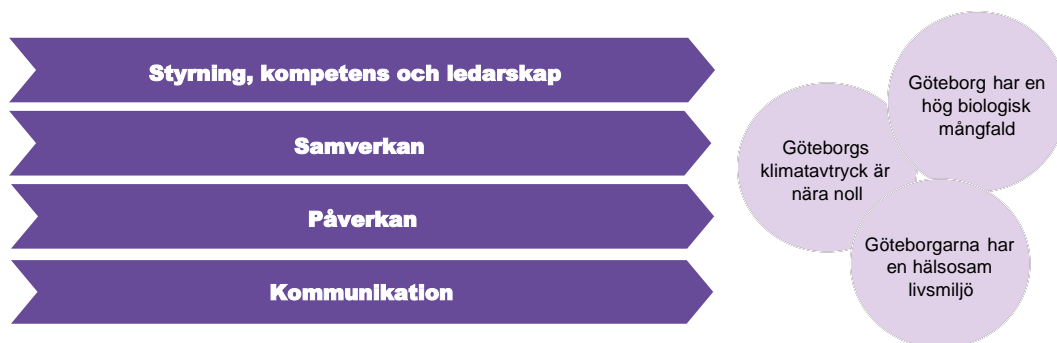 Styrning, kompetens och ledarskap
Samverkan
Påverkan
Kommunikation
Göteborg har en
hög biologisk
mångfald
Göteborgs
klimatavtryck är
nära noll
Göteborgarna har
en hälsosam
livsmiljö